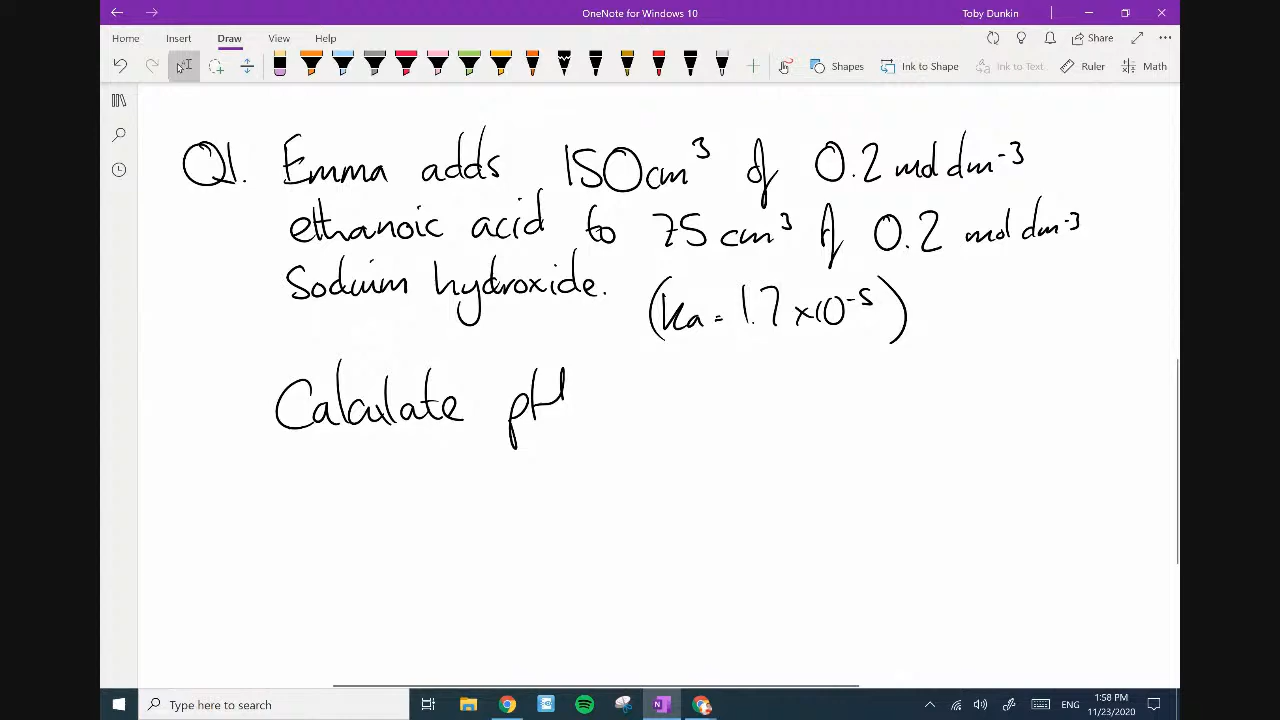 OneNote for Windows 10
Toby Dunkin
Home Insert Draw View Help
Share
Shapes Ink to Shape Ink to Text Ruler Math
Q1. Emma adds 150cm³ of 0.2 mol dm-³
ethanoic acid to 75 cm³ of 0.2 mol dm-³
Sodium hydroxide. (ka = 1.7 x10-⁵)
Calculate pH
Type here to search
ENG
1:58 PM
11/23/2020